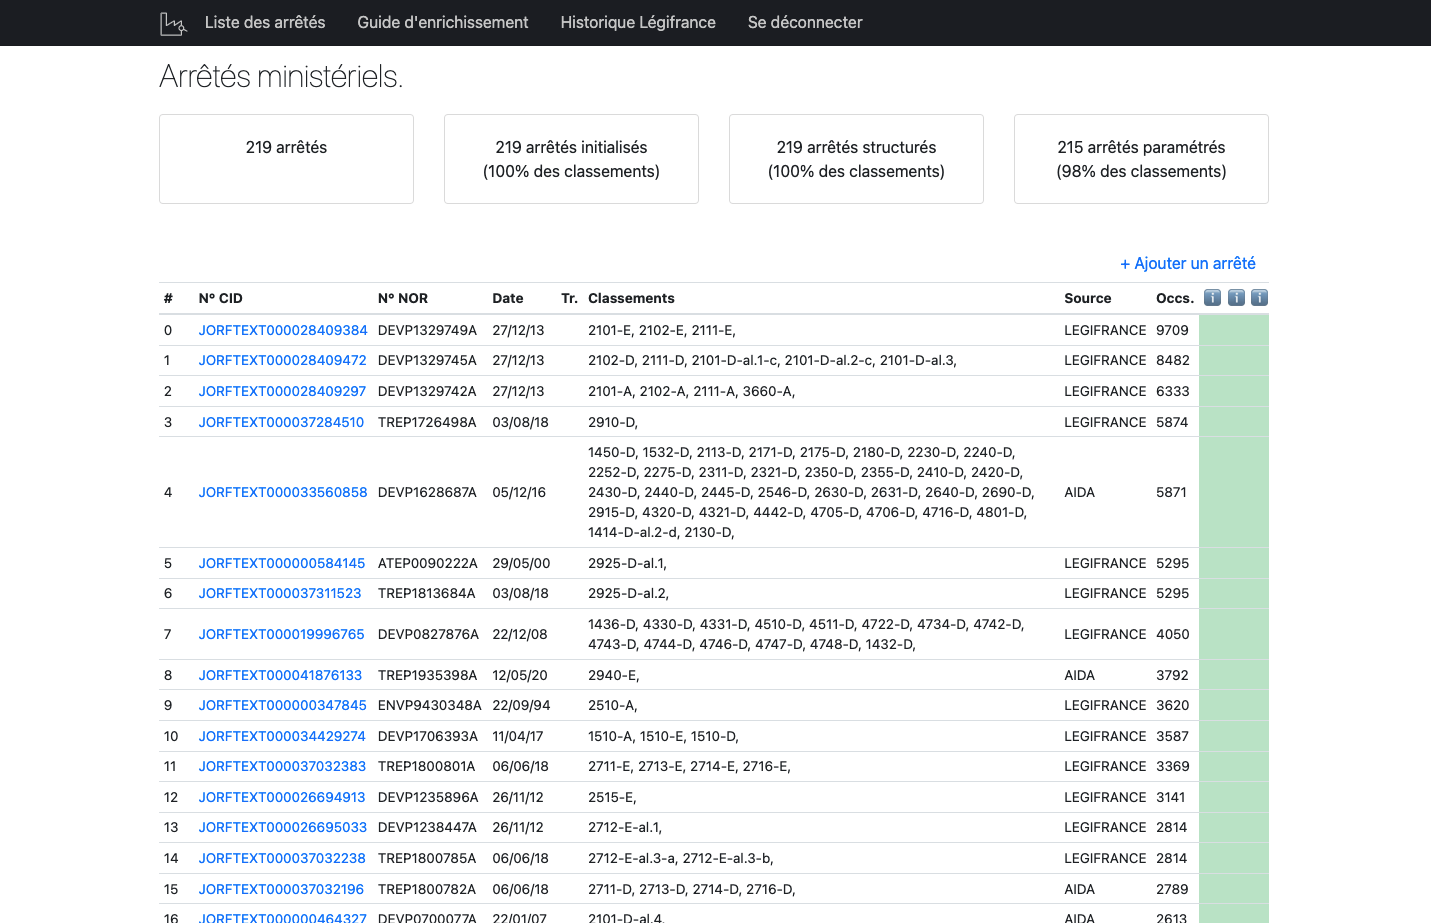 Liste des arrêtés Guide d'enrichissement Historique Légifrance Se déconnecter
Arrêtés ministériels.
219 arrêtés
219 arrêtés initialisés
(100% des classements)
219 arrêtés structurés
(100% des classements)
215 arrêtés paramétrés
(98% des classements)
+ Ajouter un arrêté
# N° CID N° NOR Date Tr. Classements Source Occs. i i i
0 JORFTEXT000028409384 DEVP1329749A 27/12/13 2101-E, 2102-E, 2111-E, LEGIFRANCE 9709
1 JORFTEXT000028409472 DEVP1329745A 27/12/13 2102-D, 2111-D, 2101-D-al.1-c, 2101-D-al.2-c, 2101-D-al.3, LEGIFRANCE 8482
2 JORFTEXT000028409297 DEVP1329742A 27/12/13 2101-A, 2102-A, 2111-A, 3660-A, LEGIFRANCE 6333
3 JORFTEXT000037284510 TREP1726498A 03/08/18 2910-D, LEGIFRANCE 5874
1450-D, 1532-D, 2113-D, 2171-D, 2175-D, 2180-D, 2230-D, 2240-D,
2252-D, 2275-D, 2311-D, 2321-D, 2350-D, 2355-D, 2410-D, 2420-D,
4 JORFTEXT000033560858 DEVP1628687A 05/12/16 2430-D, 2440-D, 2445-D, 2546-D, 2630-D, 2631-D, 2640-D, 2690-D, AIDA 5871
2915-D, 4320-D, 4321-D, 4442-D, 4705-D, 4706-D, 4716-D, 4801-D,
1414-D-al.2-d, 2130-D,
5 JORFTEXT000000584145 ATEP0090222A 29/05/00 2925-D-al.1, LEGIFRANCE 5295
6 JORFTEXT000037311523 TREP1813684A 03/08/18 2925-D-al.2, LEGIFRANCE 5295
7 JORFTEXT000019996765 DEVP0827876A 22/12/08 1436-D, 4330-D, 4331-D, 4510-D, 4511-D, 4722-D, 4734-D, 4742-D, LEGIFRANCE 4050
4743-D, 4744-D, 4746-D, 4747-D, 4748-D, 1432-D,
8 JORFTEXT000041876133 TREP1935398A 12/05/20 2940-E, AIDA 3792
9 JORFTEXT000000347845 ENVP9430348A 22/09/94 2510-A, LEGIFRANCE 3620
10 JORFTEXT000034429274 DEVP1706393A 11/04/17 1510-A, 1510-E, 1510-D, LEGIFRANCE 3587
11 JORFTEXT000037032383 TREP1800801A 06/06/18 2711-E, 2713-E, 2714-E, 2716-E, LEGIFRANCE 3369
12 JORFTEXT000026694913 DEVP1235896A 26/11/12 2515-E, LEGIFRANCE 3141
13 JORFTEXT000026695033 DEVP1238447A 26/11/12 2712-E-al.1, LEGIFRANCE 2814
14 JORFTEXT000037032238 TREP1800785A 06/06/18 2712-E-al.3-a, 2712-E-al.3-b, LEGIFRANCE 2814
15 JORFTEXT000037032196 TREP1800782A 06/06/18 2711-D, 2713-D, 2714-D, 2716-D, AIDA 2789
16 JORFTEXT000000464327 DEVP0700077A 22/01/07 2101-D-al.4, AIDA 2613